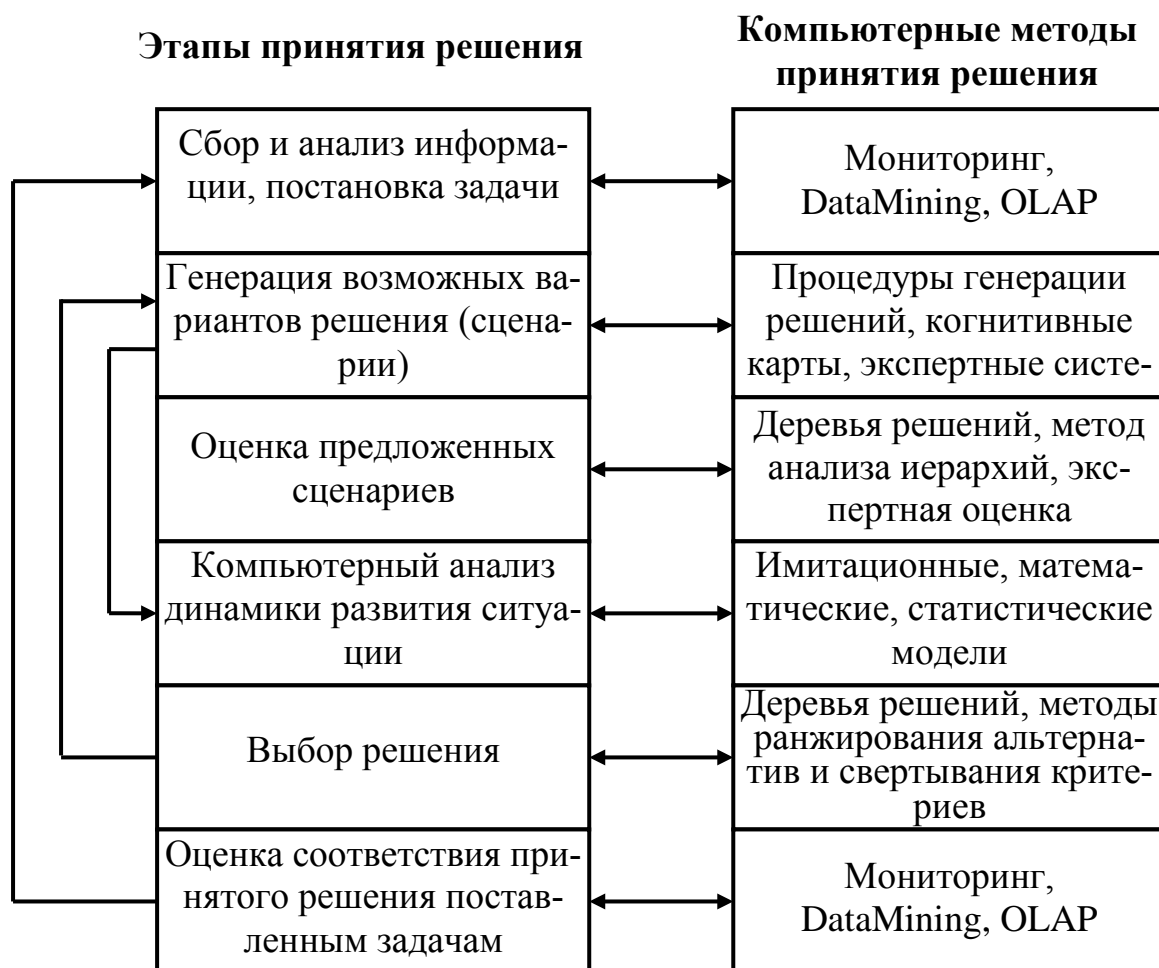 Этапы принятия решения
Компьютерные методы
принятия решения
Сбор и анализ информа-
ции, постановка задачи
Мониторинг,
DataMining, OLAP
Генерация возможных ва-
риантов решения (сцена-
рии)
Процедуры генерации
решений, когнитивные
карты, экспертные систе-
Оценка предложенных
сценариев
Деревья решений, метод
анализа иерархий, экс-
пертная оценка
Компьютерный анализ
динамики развития ситуа-
ции
Имитационные, матема-
тические, статистические
модели
Выбор решения
Деревья решений, методы
ранжирования альтерна-
тив и свертывания крите-
риев
Оценка соответствия при-
нятого решения постав-
ленным задачам
Мониторинг,
DataMining, OLAP